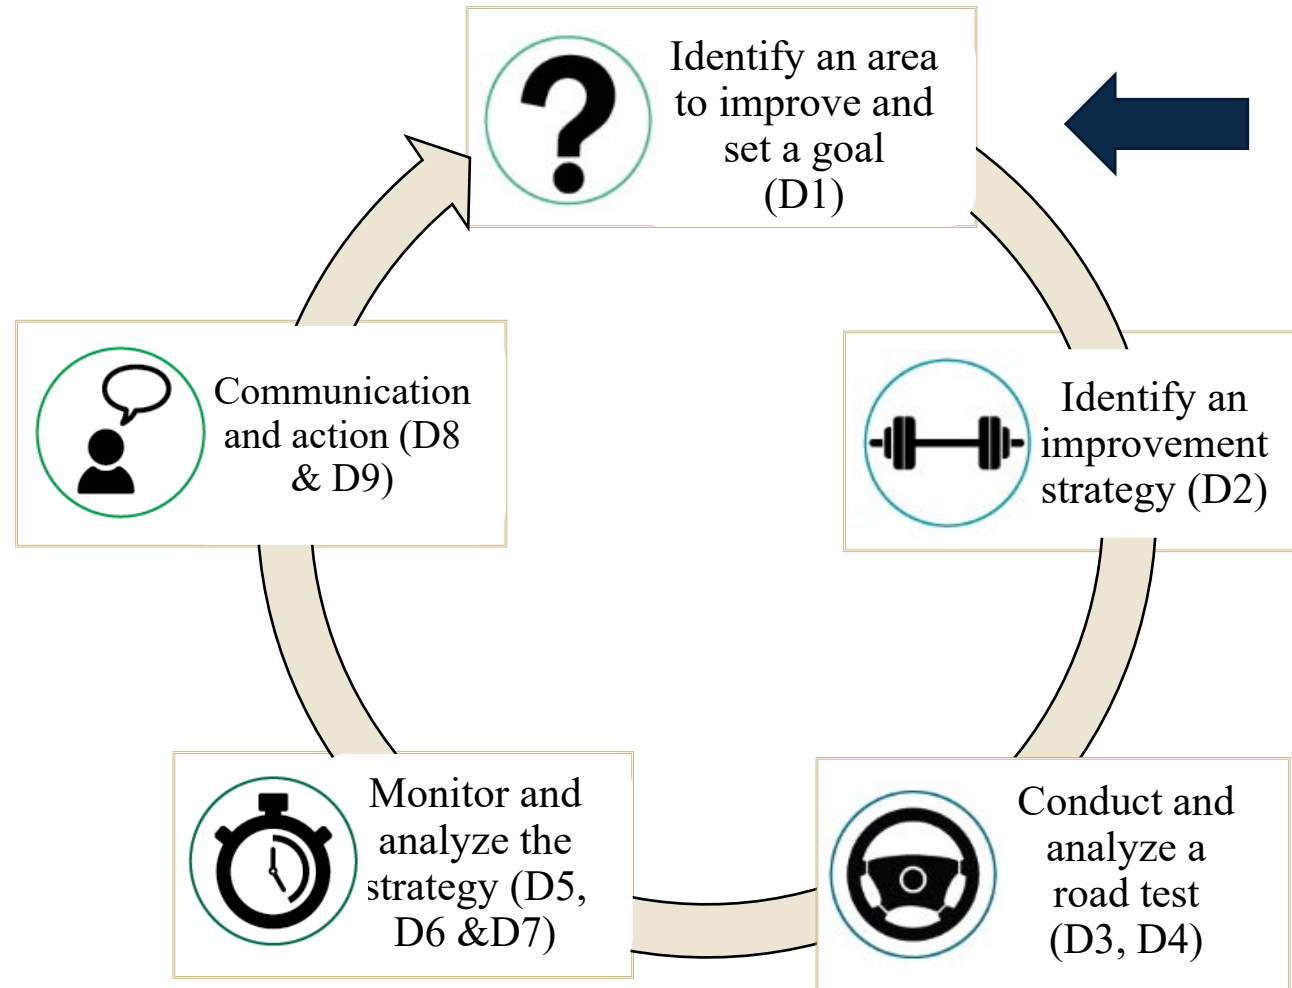 Identify an area
to improve and
set a goal
(D1)
Identify an
improvement
strategy (D2)
Conduct and
analyze a
road test
(D3, D4)
Monitor and
analyze the
strategy (D5,
D6 &D7)
Communication
and action (D8
& D9)